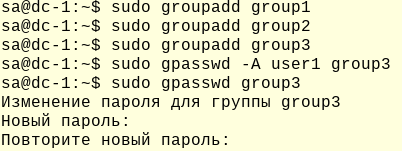 sa@dc-1:~$ sudo groupadd group1
sa@dc-1:~$ sudo groupadd group2
sa@dc-1:~$ sudo groupadd group3
sa@dc-1:~$ sudo gpasswd -A user1 group3
sa@dc-1:~$ sudo gpasswd group3
Изменение пароля для группы group3
Новый пароль:
Повторите новый пароль: